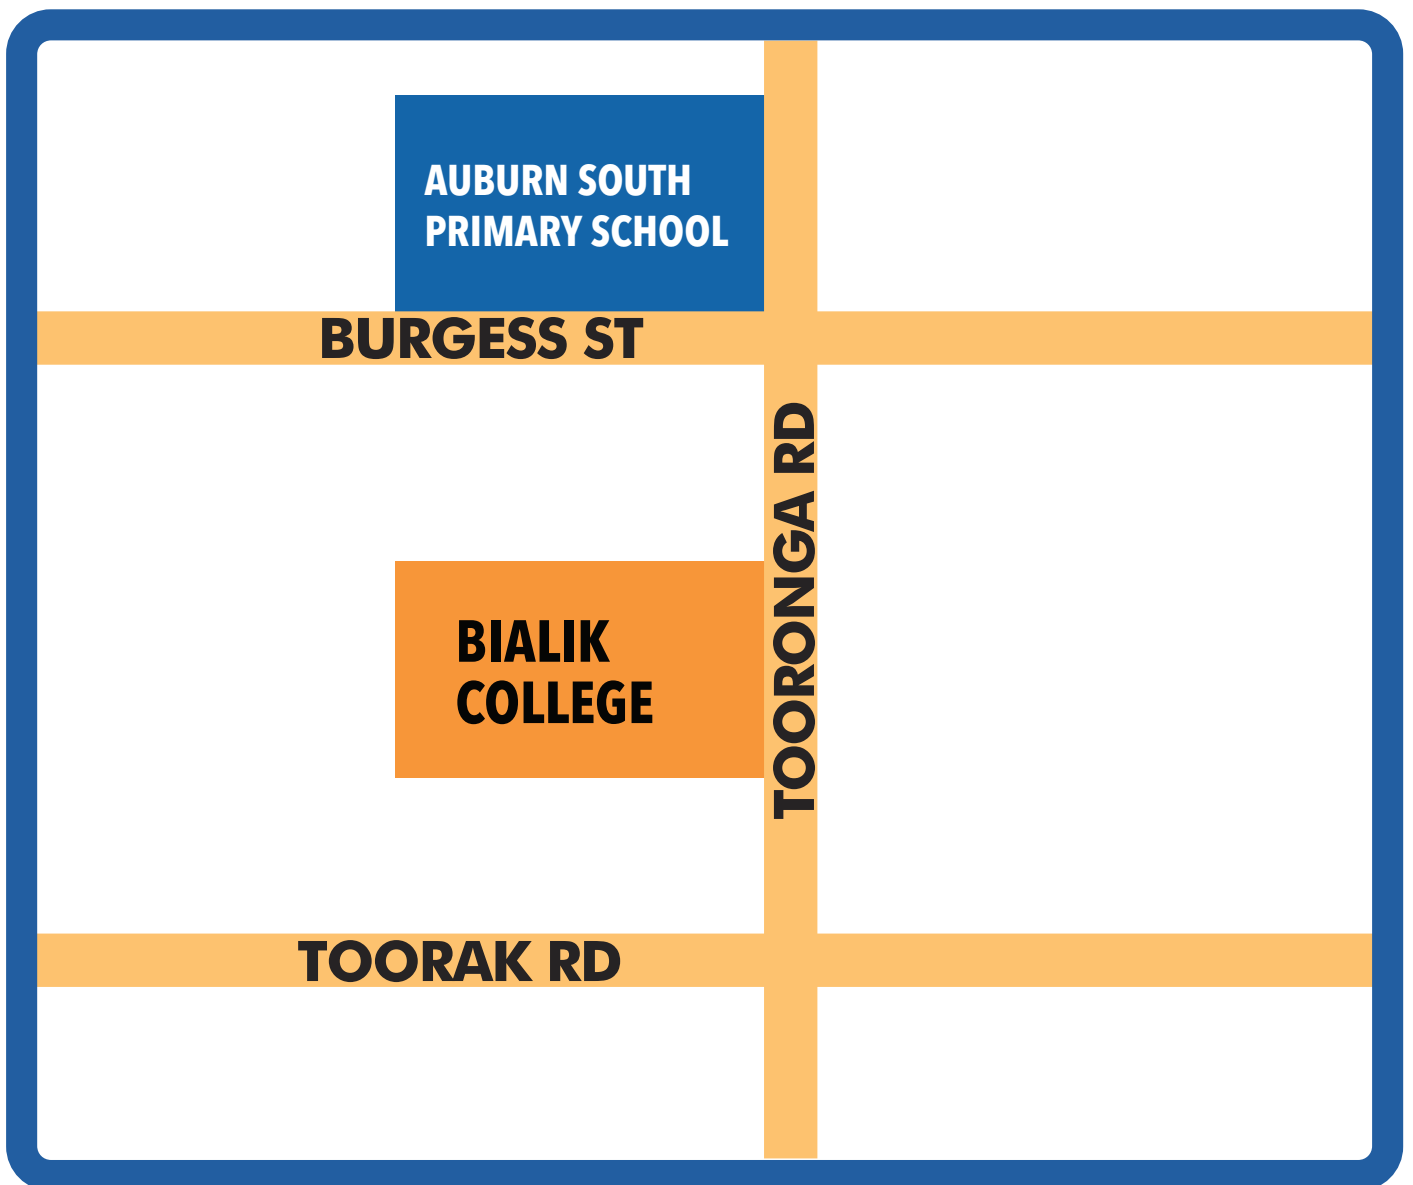 AUBURN SOUTH
PRIMARY SCHOOL
BURGESS ST
TOORONGA RD
BIALIK
COLLEGE
TOORAK RD